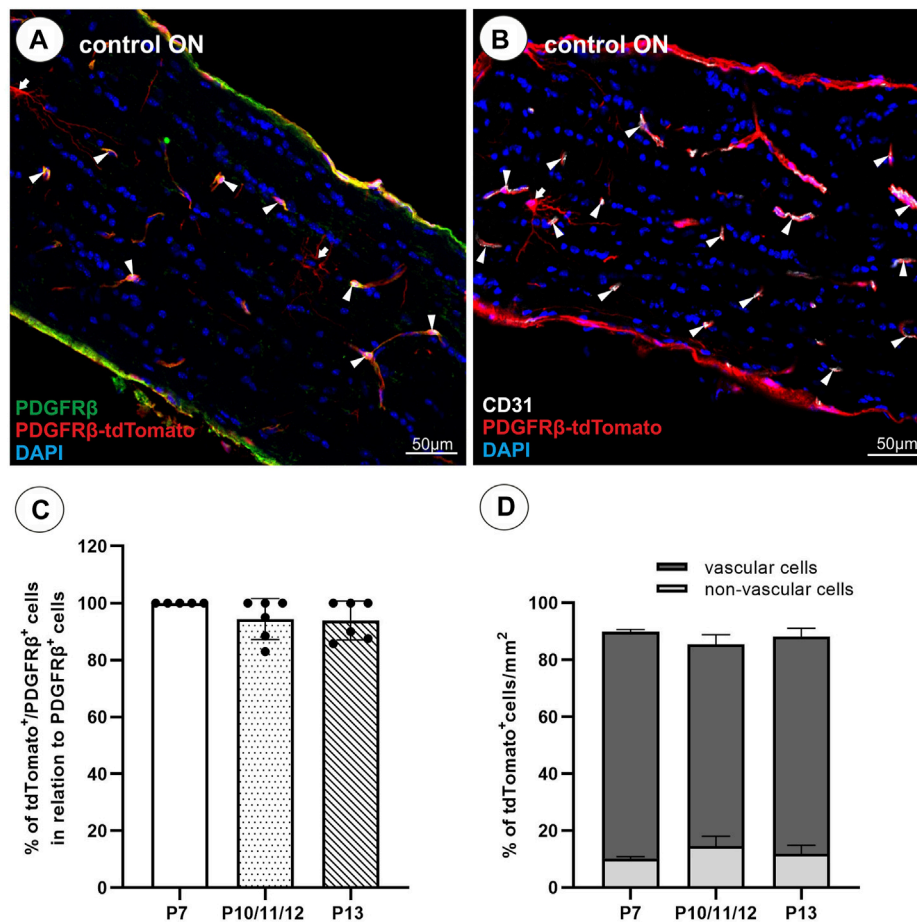 A control ON
PDGFRβ
PDGFRβ-tdTomato
DAPI
50µm
B control ON
CD31
PDGFRβ-tdTomato
DAPI
50µm
C
% of tdTomato⁺/PDGFRβ⁺ cells
in relation to PDGFRβ⁺ cells
120
100
80
60
40
20
0
P7 P10/11/12 P13
D
vascular cells
non-vascular cells
% of tdTomato⁺cells/mm²
100
80
60
40
20
0
P7 P10/11/12 P13